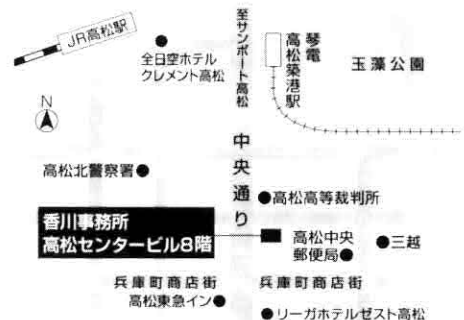 JR高松駅
全日空ホテル
クレメント高松
至サンポート高松
琴電
高松築港駅
玉藻公園
N
中央通り
高松北警察署
高松高等裁判所
香川事務所
高松センタービル8階
高松中央
郵便局
三越
兵庫町商店街
兵庫町商店街
高松東急イン
リーガホテルゼスト高松